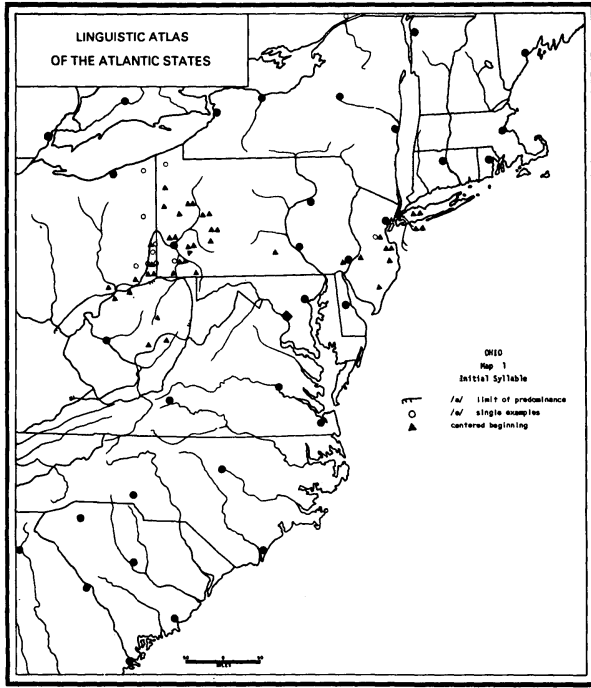 LINGUISTIC ATLAS
OF THE ATLANTIC STATES
OHIO
Map 1
Initial Syllable
/ə/ limit of predominance
/ə/ single examples
centered beginning